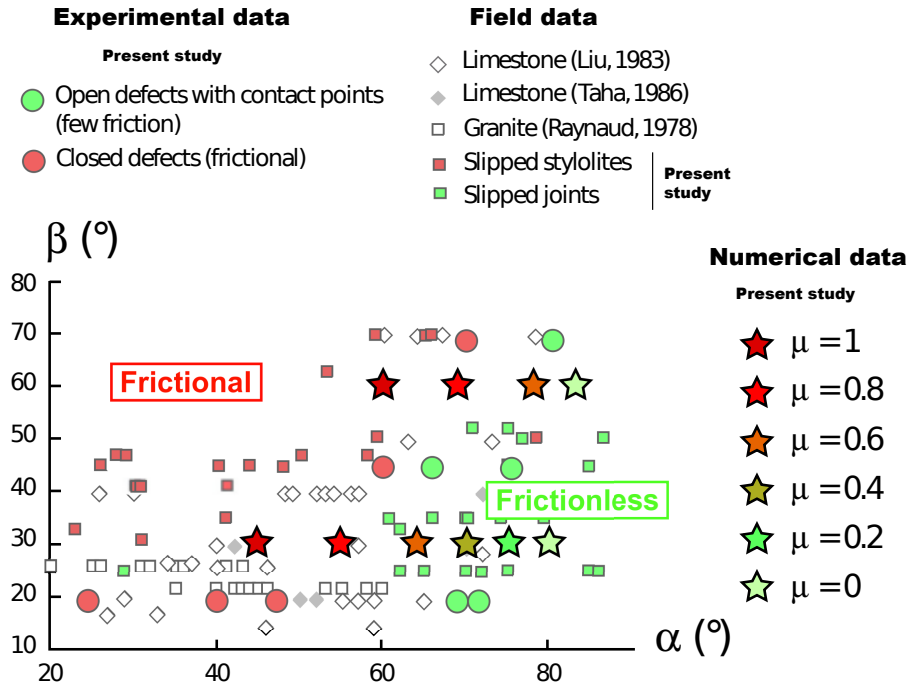 Experimental data
Present study
Open defects with contact points
(few friction)
Closed defects (frictional)
Field data
Limestone (Liu, 1983)
Limestone (Taha, 1986)
Granite (Raynaud, 1978)
Slipped stylolites
Slipped joints
Present
study
β (°)
80
70
60
50
40
30
20
10
20
40
60
80
α (°)
Frictional
Frictionless
Numerical data
Present study
μ = 1
μ = 0.8
μ = 0.6
μ = 0.4
μ = 0.2
μ = 0